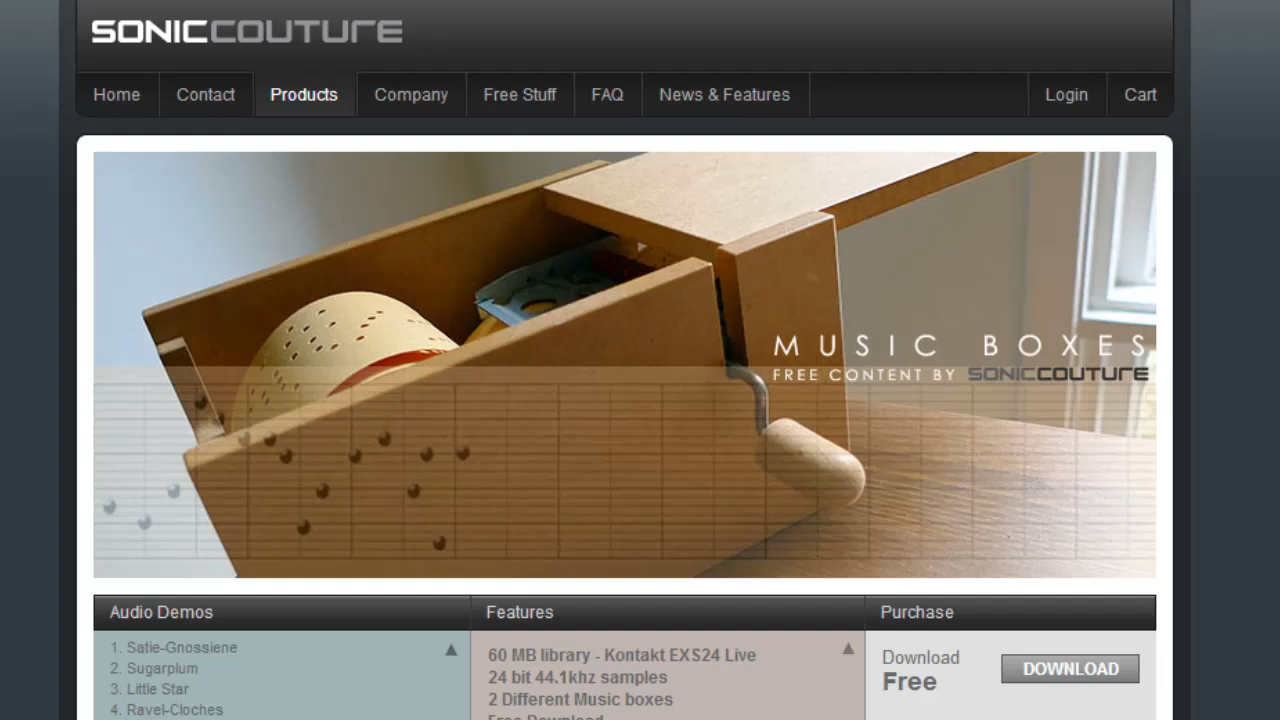 SONICCOUTURE
Home Contact Products Company Free Stuff FAQ News & Features Login Cart
MUSIC BOXES
FREE CONTENT BY SONICCOUTURE
Audio Demos Features Purchase
1. Satie-Gnossiene
2. Sugarplum
3. Little Star
4. Ravel-Cloches
60 MB library - Kontakt EXS24 Live
24 bit 44.1khz samples
2 Different Music boxes
Free Download
Download
Free
DOWNLOAD